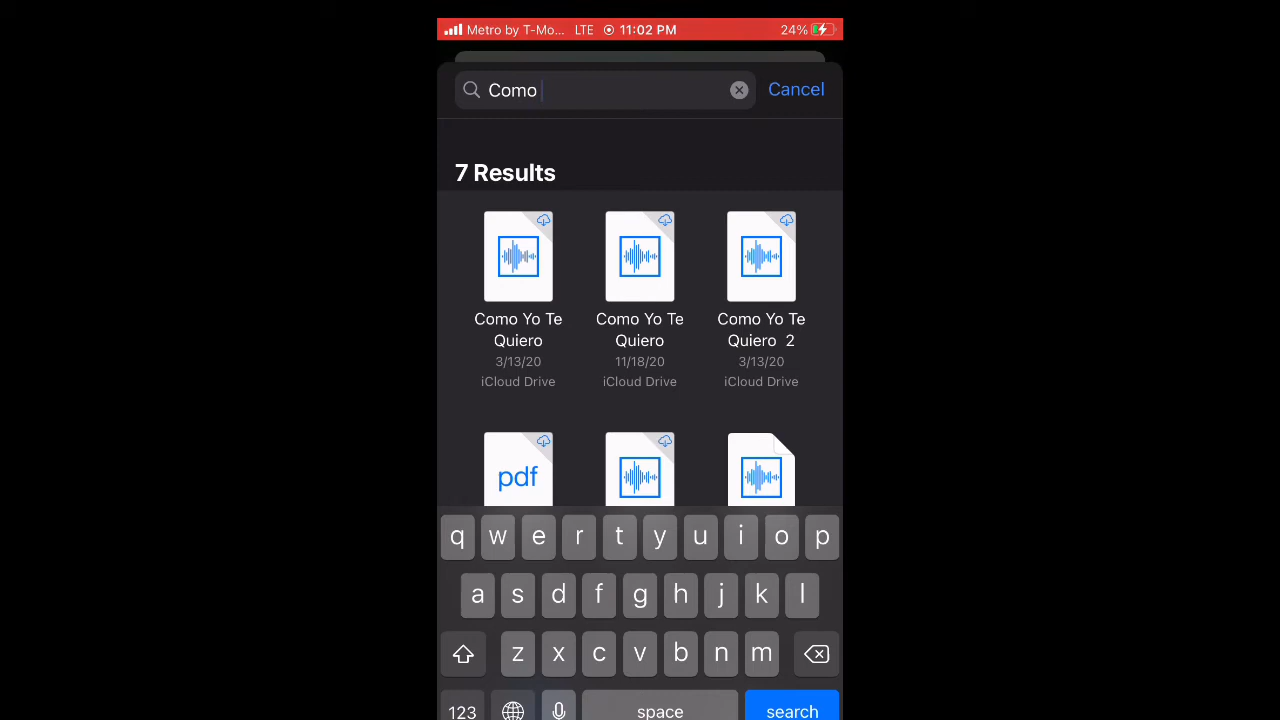 Metro by T-Mo... LTE 11:02 PM 24%
Como Cancel
7 Results
Como Yo Te Quiero
3/13/20
iCloud Drive
Como Yo Te Quiero
11/18/20
iCloud Drive
Como Yo Te Quiero 2
3/13/20
iCloud Drive
pdf
q w e r t y u i o p
a s d f g h j k l
z x c v b n m
123 space search